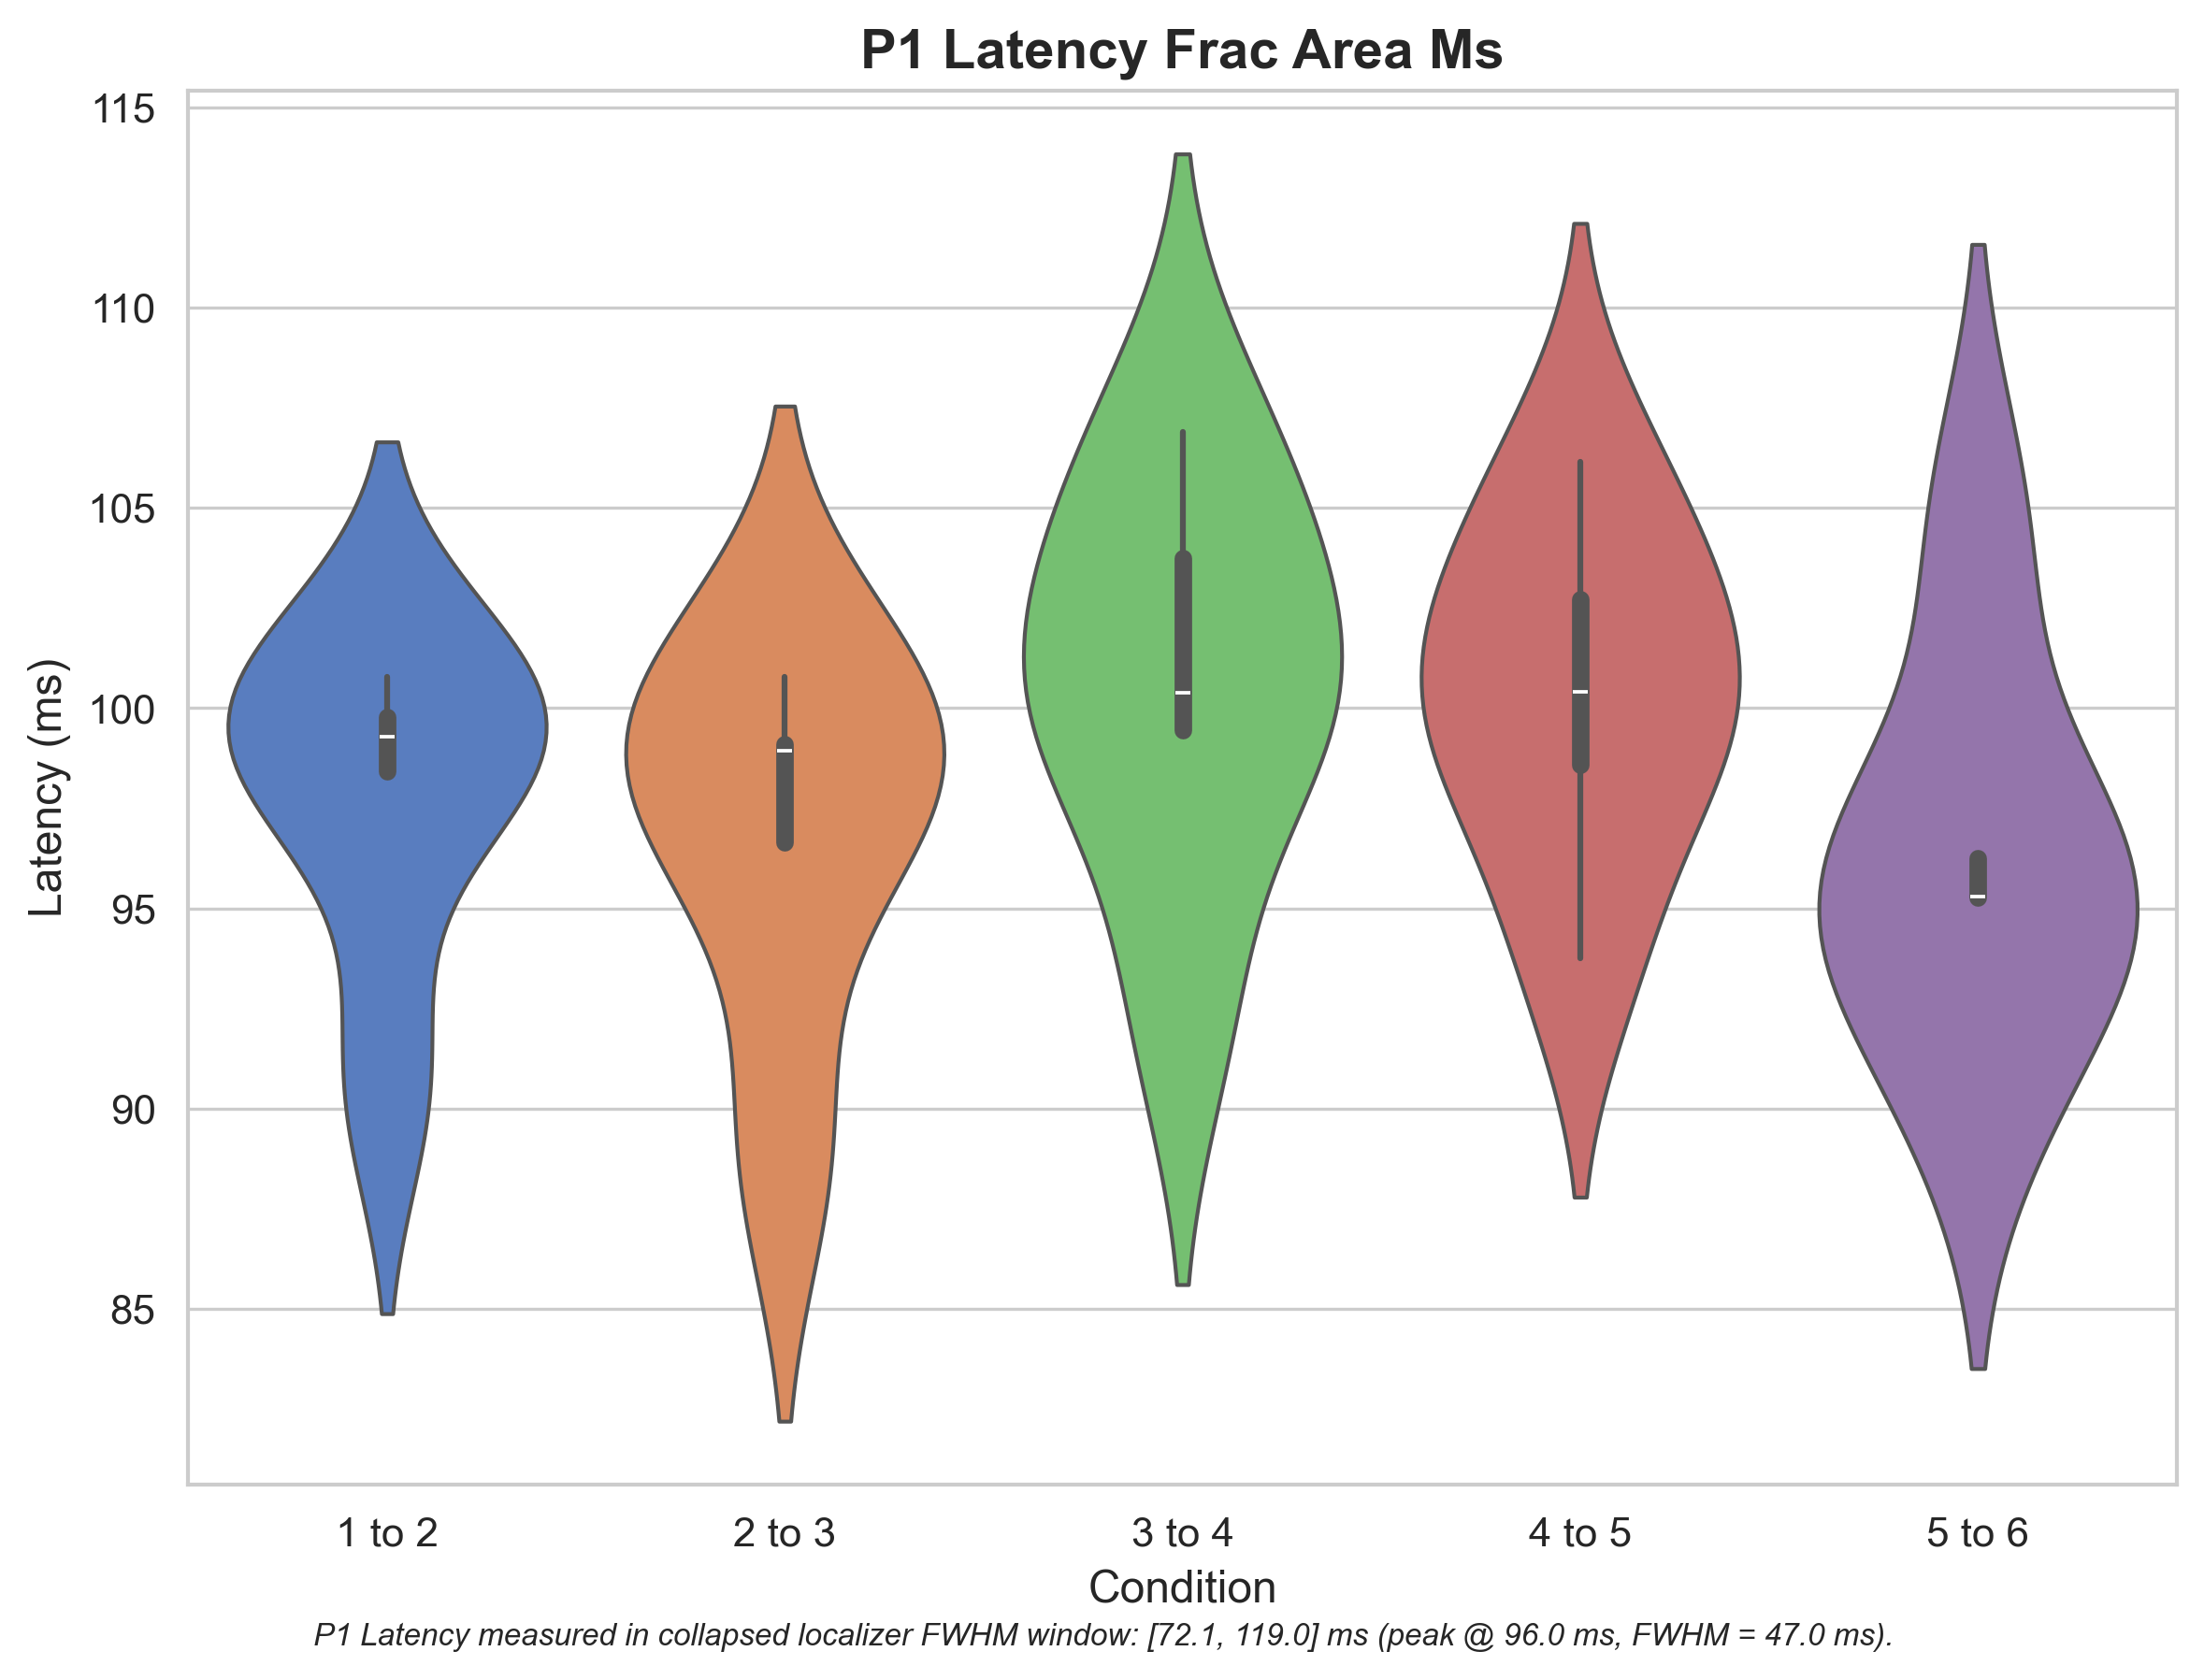 P1 Latency Frac Area Ms
115
110
105
100
95
90
85
Latency (ms)
1 to 2
2 to 3
3 to 4
4 to 5
5 to 6
Condition
P1 Latency measured in collapsed localizer FWHM window: [72.1, 119.0] ms (peak @ 96.0 ms, FWHM = 47.0 ms).